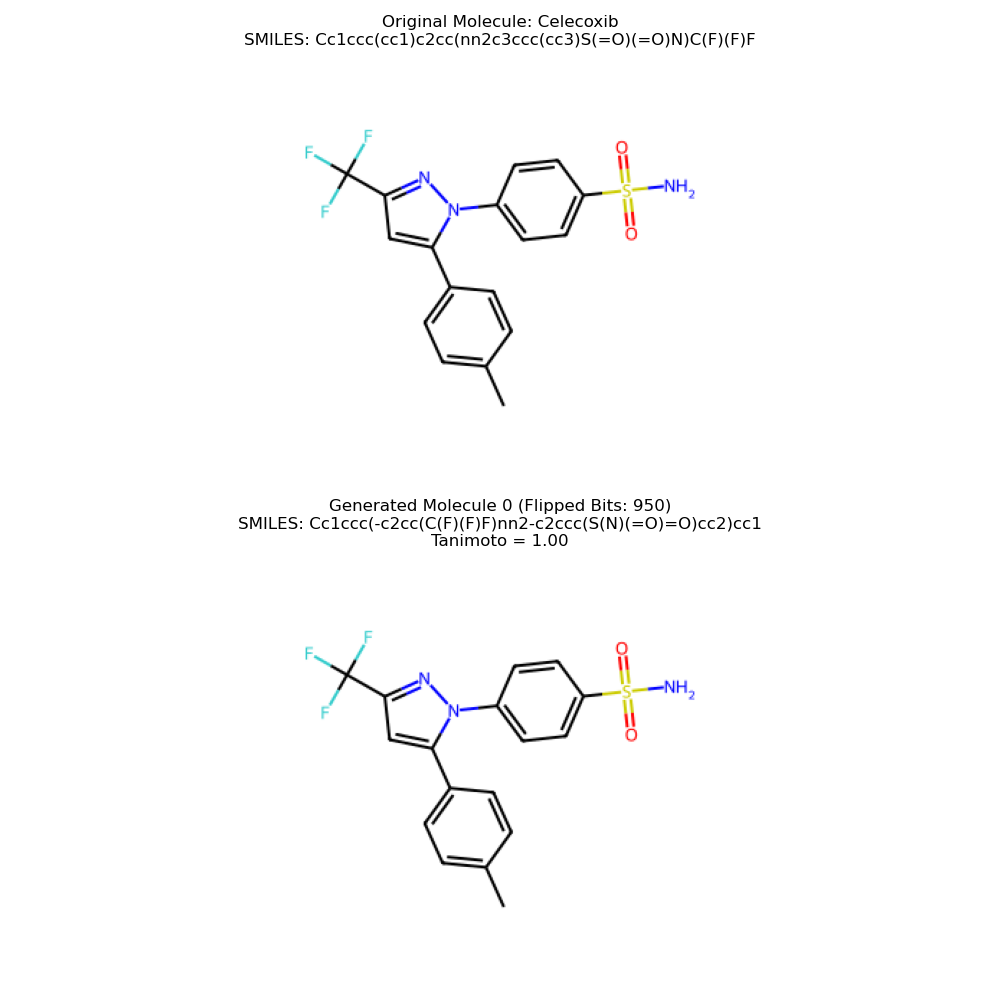 Original Molecule: Celecoxib
SMILES: Cc1ccc(cc1)c2cc(nn2c3ccc(cc3)S(=O)(=O)N)C(F)(F)F
F
F
O
N
NH2
S
F
N
O
Generated Molecule 0 (Flipped Bits: 950)
SMILES: Cc1ccc(-c2cc(C(F)(F)F)nn2-c2ccc(S(N)(=O)=O)cc2)cc1
Tanimoto = 1.00
F
F
O
N
NH2
S
F
N
O